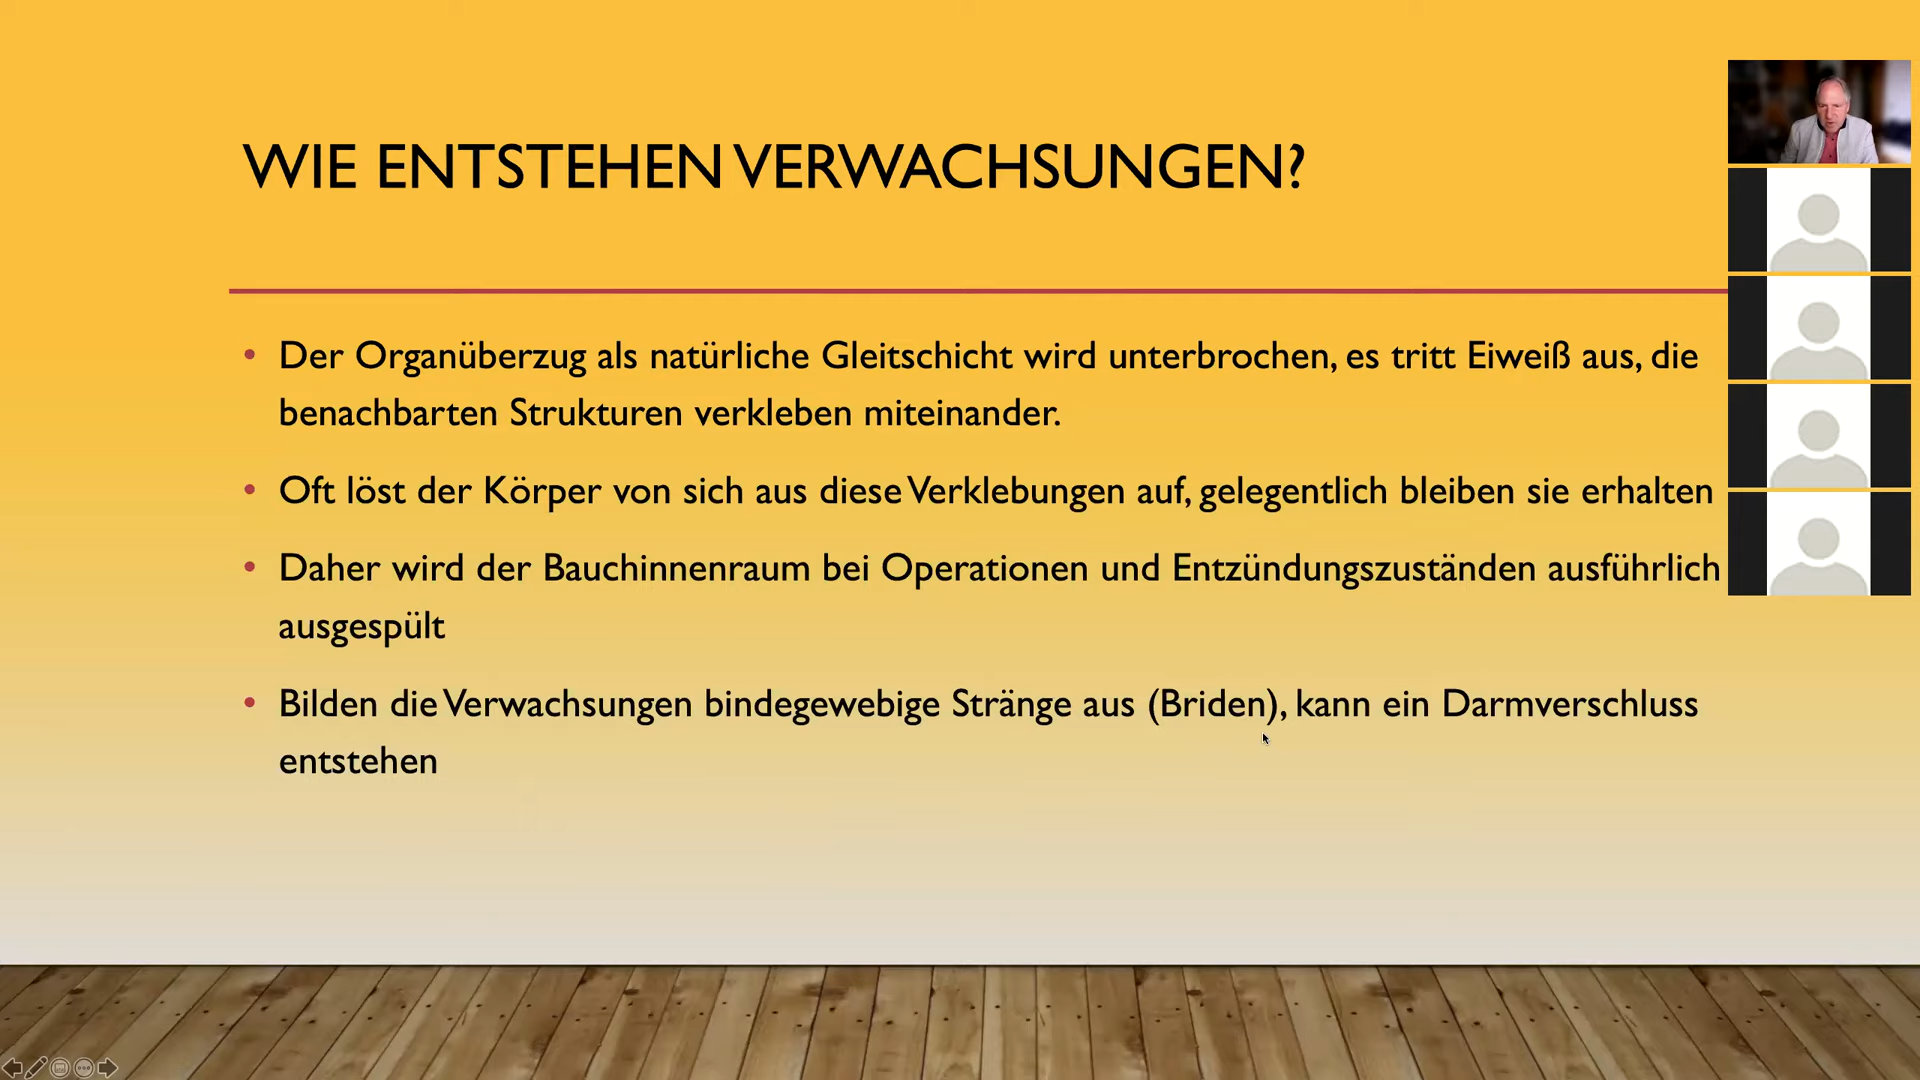 WIE ENTSTEHEN VERWACHSUNGEN?
• Der Organüberzug als natürliche Gleitschicht wird unterbrochen, es tritt Eiweiß aus, die
benachbarten Strukturen verkleben miteinander.
• Oft löst der Körper von sich aus diese Verklebungen auf, gelegentlich bleiben sie erhalten
• Daher wird der Bauchinnenraum bei Operationen und Entzündungszuständen ausführlich
ausgespült
• Bilden die Verwachsungen bindegewebige Stränge aus (Briden), kann ein Darmverschluss
entstehen